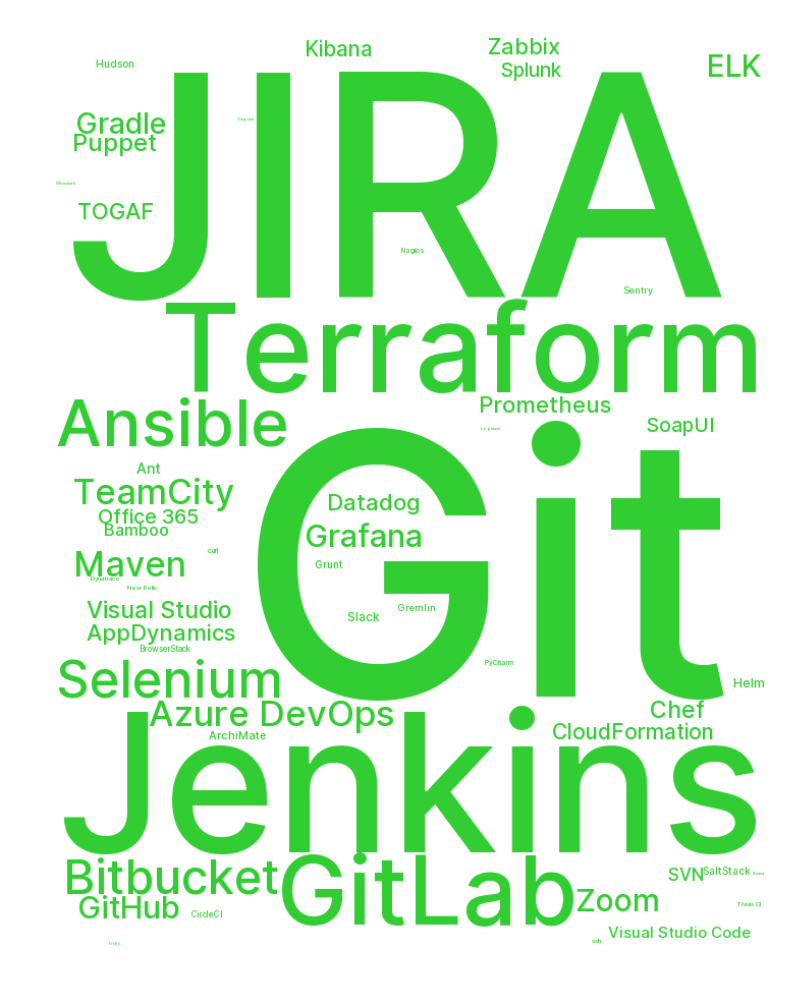 Kibana
Zabbix
Splunk
ELK
Hudson
JIRA
Gradle
Puppet
TOGAF
Nagios
Sentry
Terraform
Ansible
Prometheus
SoapUI
Git
Ant
TeamCity
Datadog
Office 365
Bamboo
Grafana
curl
Maven
Grunt
Dynatrace
New Relic
Visual Studio
Gremlin
Slack
AppDynamics
BrowserStack
PyCharm
Selenium
Helm
Azure DevOps
Chef
CloudFormation
ArchiMate
Jenkins
Bitbucket
GitLab
SVN
SaltStack
Zoom
GitHub
CircleCI
Travis CI
Visual Studio Code
ssh